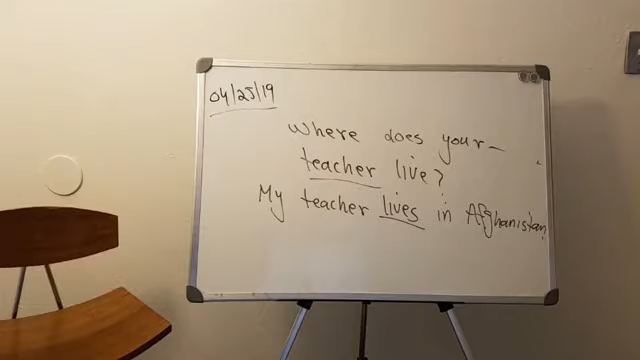 04/25/19
Where does your-
teacher live?
My teacher lives in Afghanistan